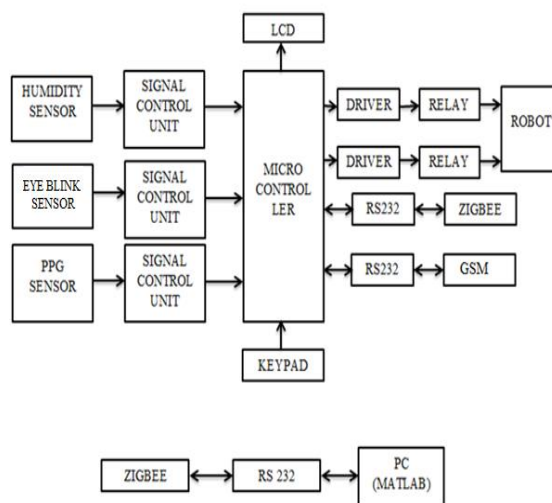 LCD
HUMIDITY
SENSOR
SIGNAL
CONTROL
UNIT
EYE BLINK
SENSOR
SIGNAL
CONTROL
UNIT
PPG
SENSOR
SIGNAL
CONTROL
UNIT
MICRO
CONTROL
LER
DRIVER
RELAY
ROBOT
DRIVER
RELAY
RS232
ZIGBEE
RS232
GSM
KEYPAD
ZIGBEE
RS 232
PC
(MATLAB)